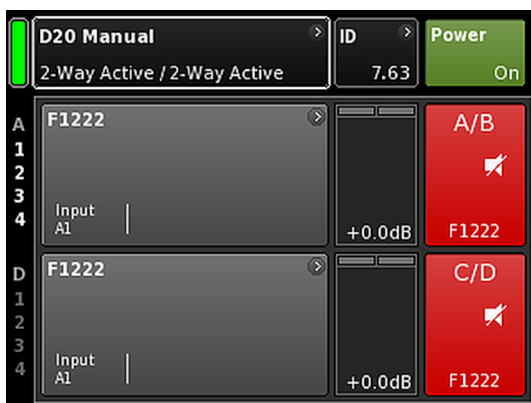 D20 Manual
2-Way Active / 2-Way Active
ID
7.63
Power
On
A
1
2
3
4
F1222
Input
A1
+0.0dB
A/B
F1222
D
1
2
3
4
F1222
Input
A1
+0.0dB
C/D
F1222